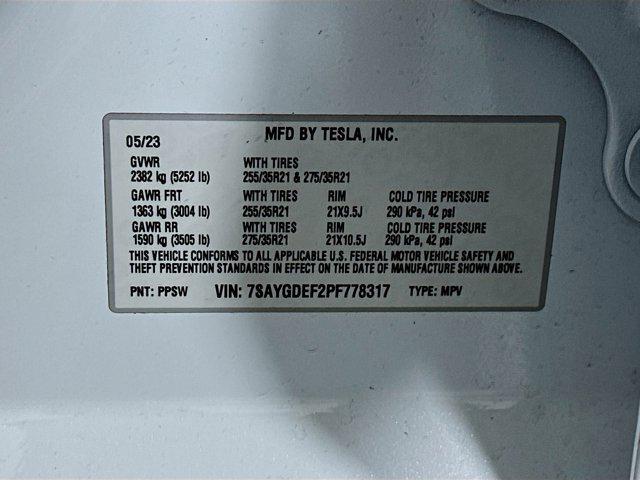 05/23 MFD BY TESLA, INC.
GVWR WITH TIRES
2382 kg (5252 lb) 255/35R21 & 275/35R21
GAWR FRT WITH TIRES RIM COLD TIRE PRESSURE
1363 kg (3004 lb) 255/35R21 21X9.5J 290 kPa, 42 psi
GAWR RR WITH TIRES RIM COLD TIRE PRESSURE
1590 kg (3505 lb) 275/35R21 21X10.5J 290 kPa, 42 psi
THIS VEHICLE CONFORMS TO ALL APPLICABLE U.S. FEDERAL MOTOR VEHICLE SAFETY AND
THEFT PREVENTION STANDARDS IN EFFECT ON THE DATE OF MANUFACTURE SHOWN ABOVE.
PNT: PPSW VIN: 7SAYGDEF2PF778317 TYPE: MPV